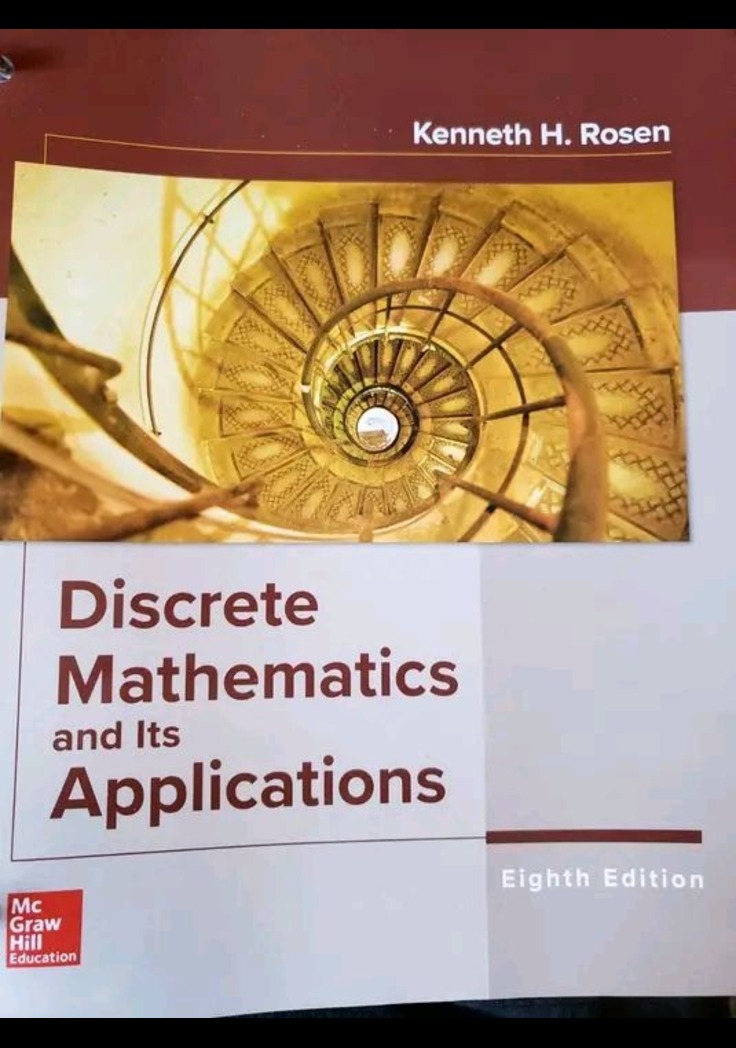 Kenneth H. Rosen
Discrete
Mathematics
and Its
Applications
Eighth Edition
Mc
Graw
Hill
Education